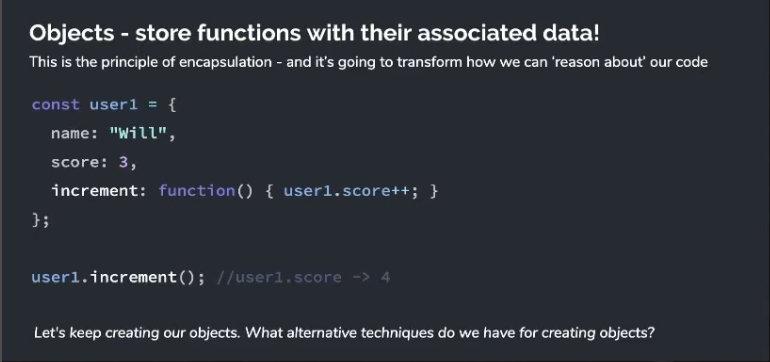 Objects - store functions with their associated data!
This is the principle of encapsulation - and it's going to transform how we can 'reason about' our code
const user1 = {
  name: "Will",
  score: 3,
  increment: function() { user1.score++; }
};
user1.increment(); //user1.score -> 4
Let's keep creating our objects. What alternative techniques do we have for creating objects?